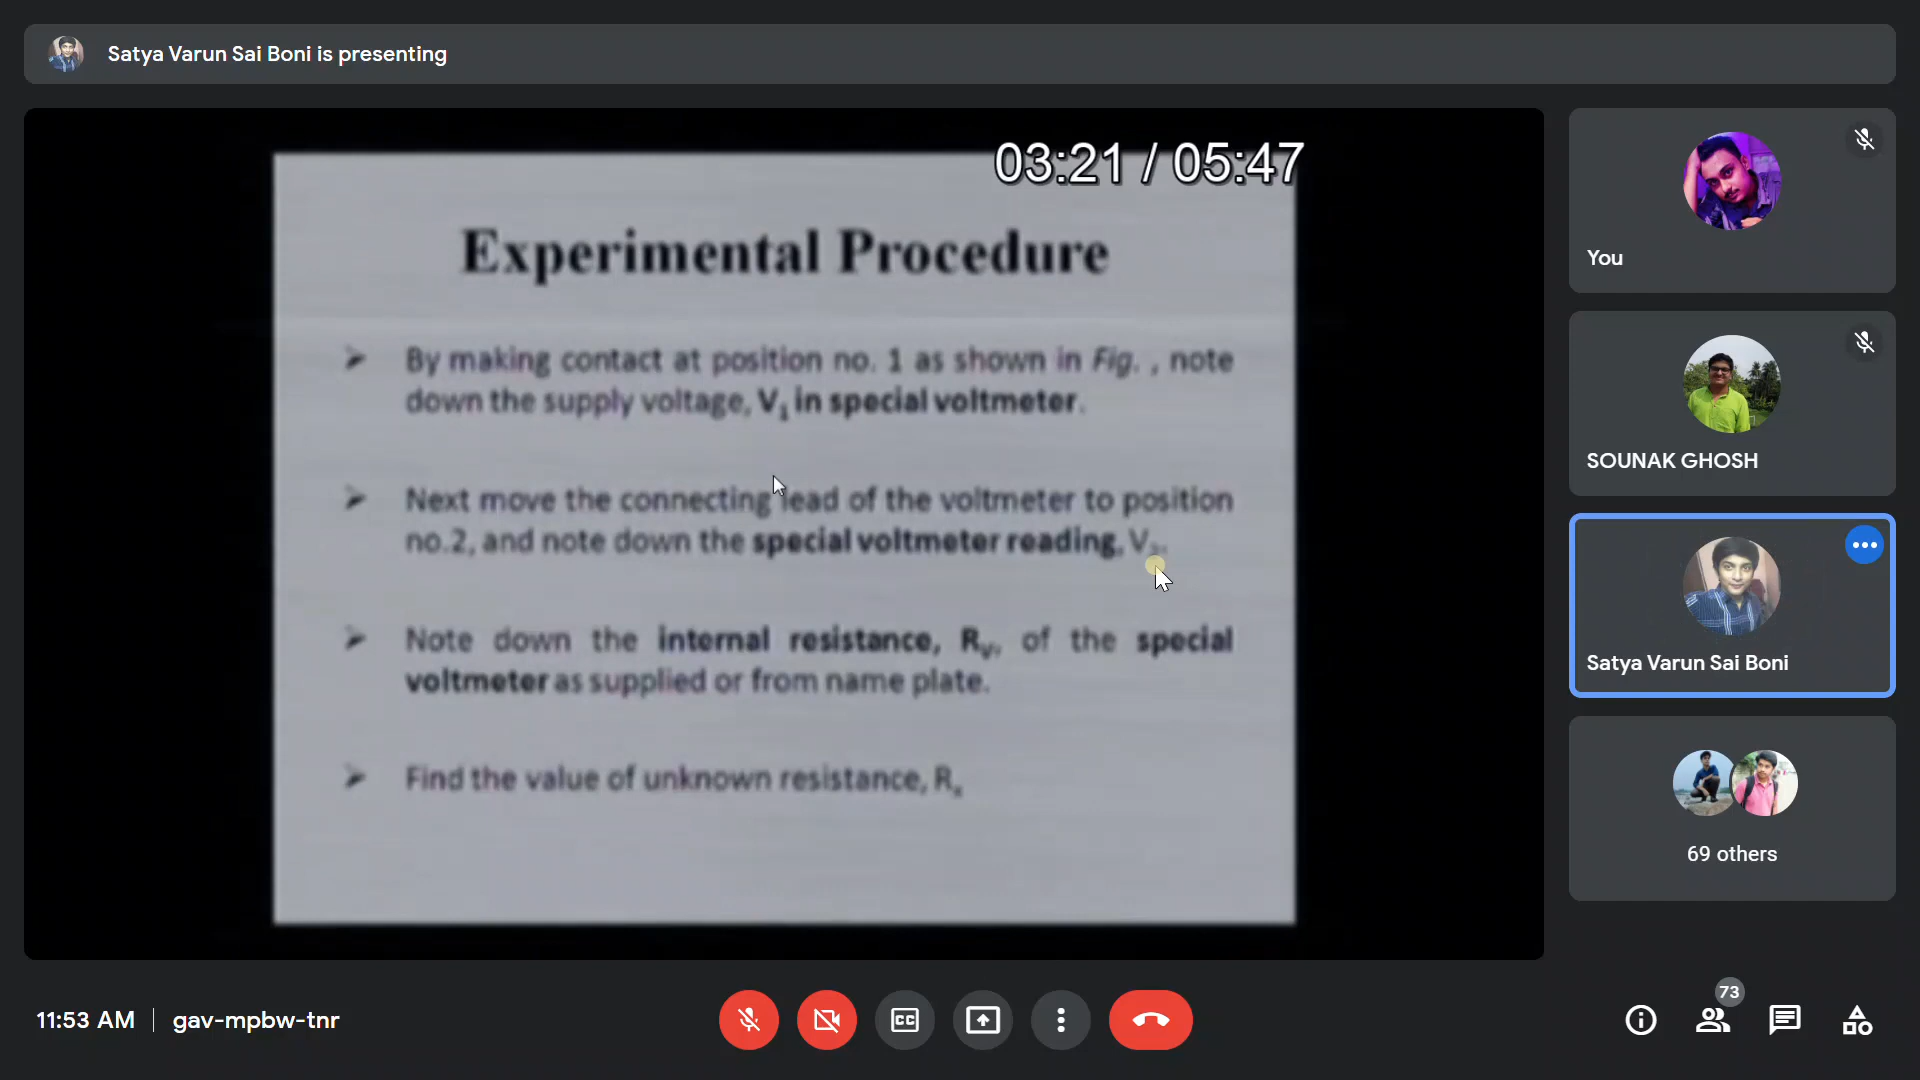 Satya Varun Sai Boni is presenting
03:21 / 05:47
Experimental Procedure
➢ By making contact at position no. 1 as shown in Fig. , note
down the supply voltage, V₁ in special voltmeter.
➢ Next move the connecting lead of the voltmeter to position
no.2, and note down the special voltmeter reading, V₂.
➢ Note down the internal resistance, Rv, of the special
voltmeter as supplied or from name plate.
➢ Find the value of unknown resistance, Rx
You
SOUNAK GHOSH
Satya Varun Sai Boni
69 others
11:53 AM | gav-mpbw-tnr
CC
73